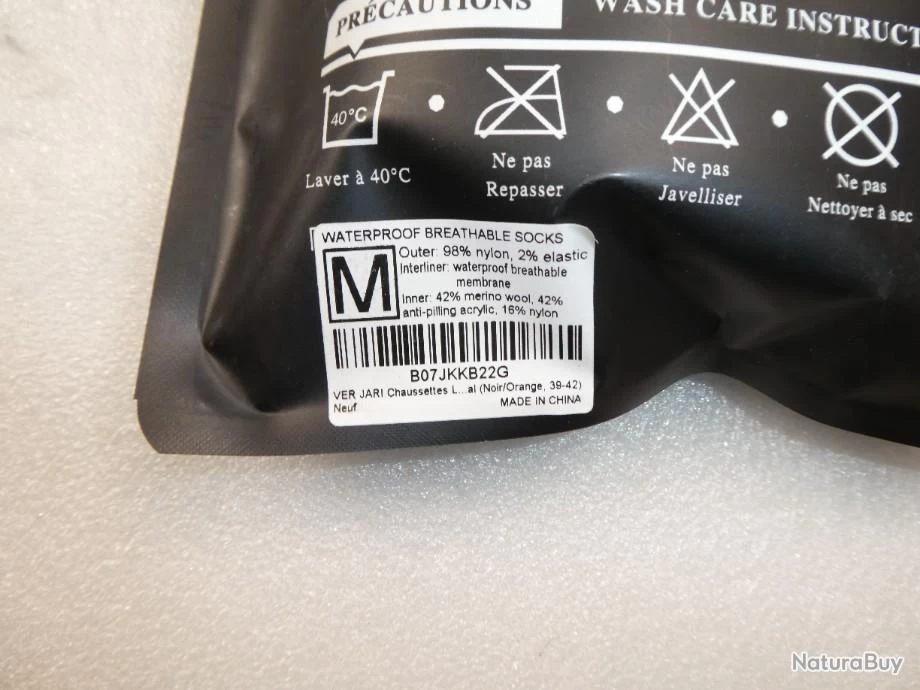 PRÉCAUTIONS
WASH CARE INSTRUCT
40°C
Laver à 40°C
Ne pas
Repasser
Ne pas
Javelliser
Ne pas
Nettoyer à sec
WATERPROOF BREATHABLE SOCKS
M
Outer: 98% nylon, 2% elastic
Interliner: waterproof breathable
membrane
Inner: 42% merino wool, 42%
anti-pilling acrylic, 16% nylon
B07JKKB22G
VER JARI Chaussettes L...al (Noir/Orange, 39-42)
Neuf
MADE IN CHINA
NaturaBuy